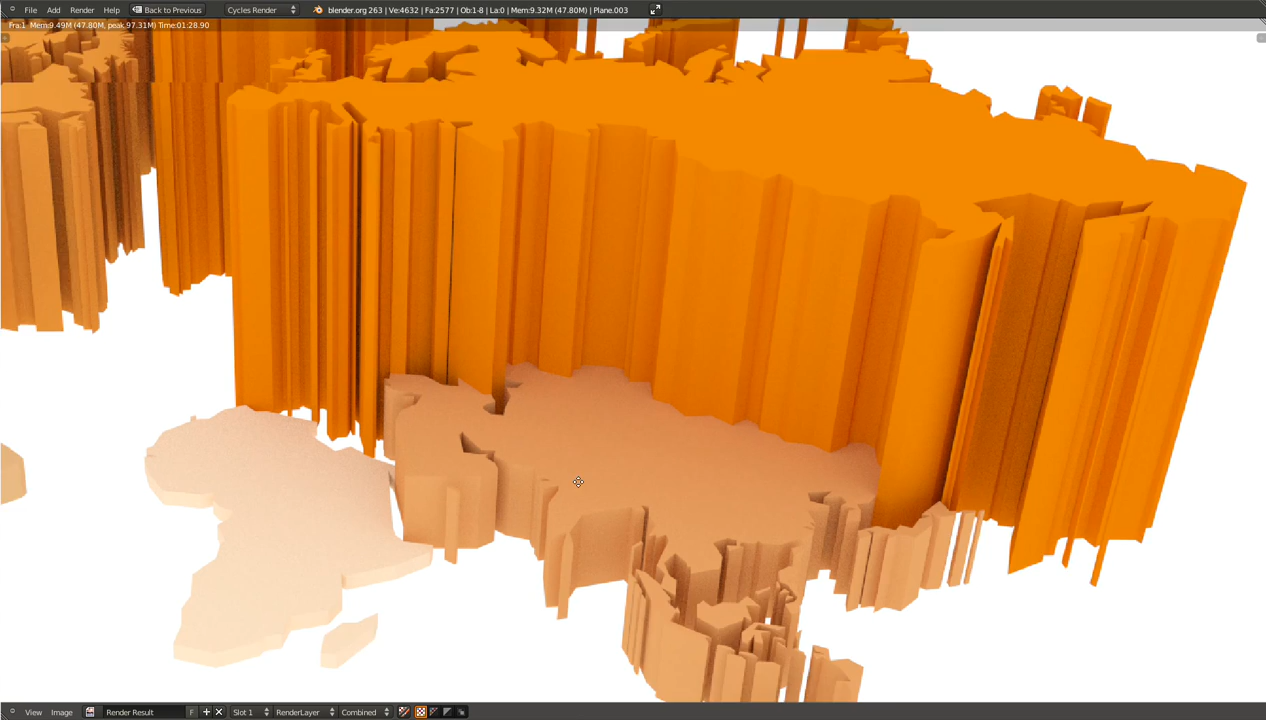 File Add Render Help Back to Previous Cycles Render blender.org 263 | Ve:4632 | Fa:2577 | Ob:1-8 | La:0 | Mem:9.32M (47.80M) | Plane.003
Fra:1 Mem:9.49M (47.80M, peak 97.31M) Time:01:28.90
View Image Render Result F Slot 1 RenderLayer Combined